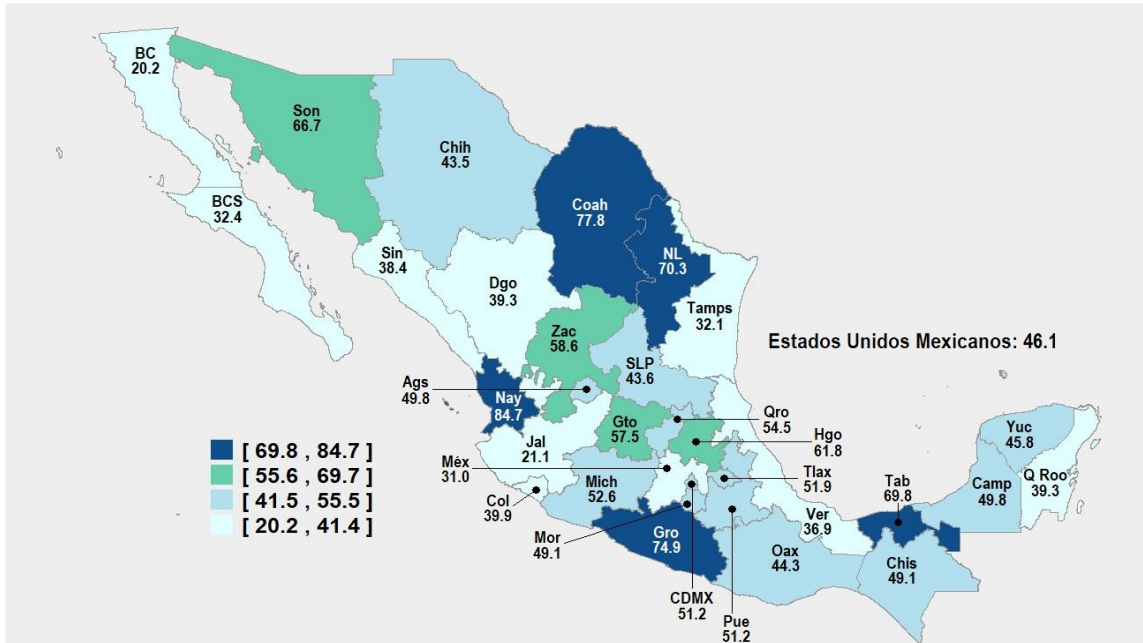 BC
20.2
Son
66.7
Chih
43.5
BCS
32.4
Coah
77.8
NL
70.3
Sin
38.4
Dgo
39.3
Tamps
32.1
Zac
58.6
Estados Unidos Mexicanos: 46.1
SLP
43.6
Ags
49.8
Nay
84.7
Gto
57.5
Qro
54.5
Hgo
61.8
Yuc
45.8
Jal
21.1
Méx
31.0
Tlax
51.9
Tab
69.8
Camp
49.8
Q Roo
39.3
Col
39.9
Mich
52.6
Ver
36.9
Mor
49.1
Gro
74.9
Oax
44.3
Chis
49.1
CDMX
51.2
Pue
51.2
[ 69.8 , 84.7 ]
[ 55.6 , 69.7 ]
[ 41.5 , 55.5 ]
[ 20.2 , 41.4 ]